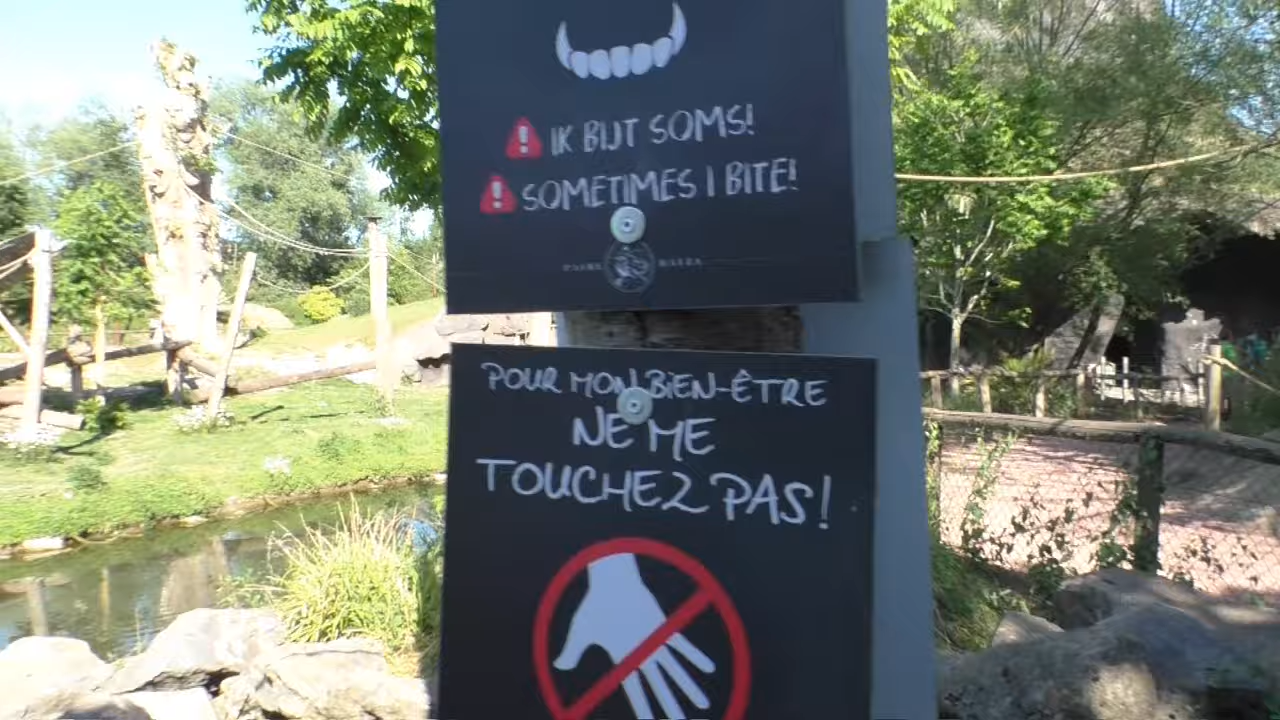 IK BIJT SOMS!
SOMETIMES I BITE!
POUR MON BIEN-ÊTRE
NE ME
TOUCHEZ PAS!